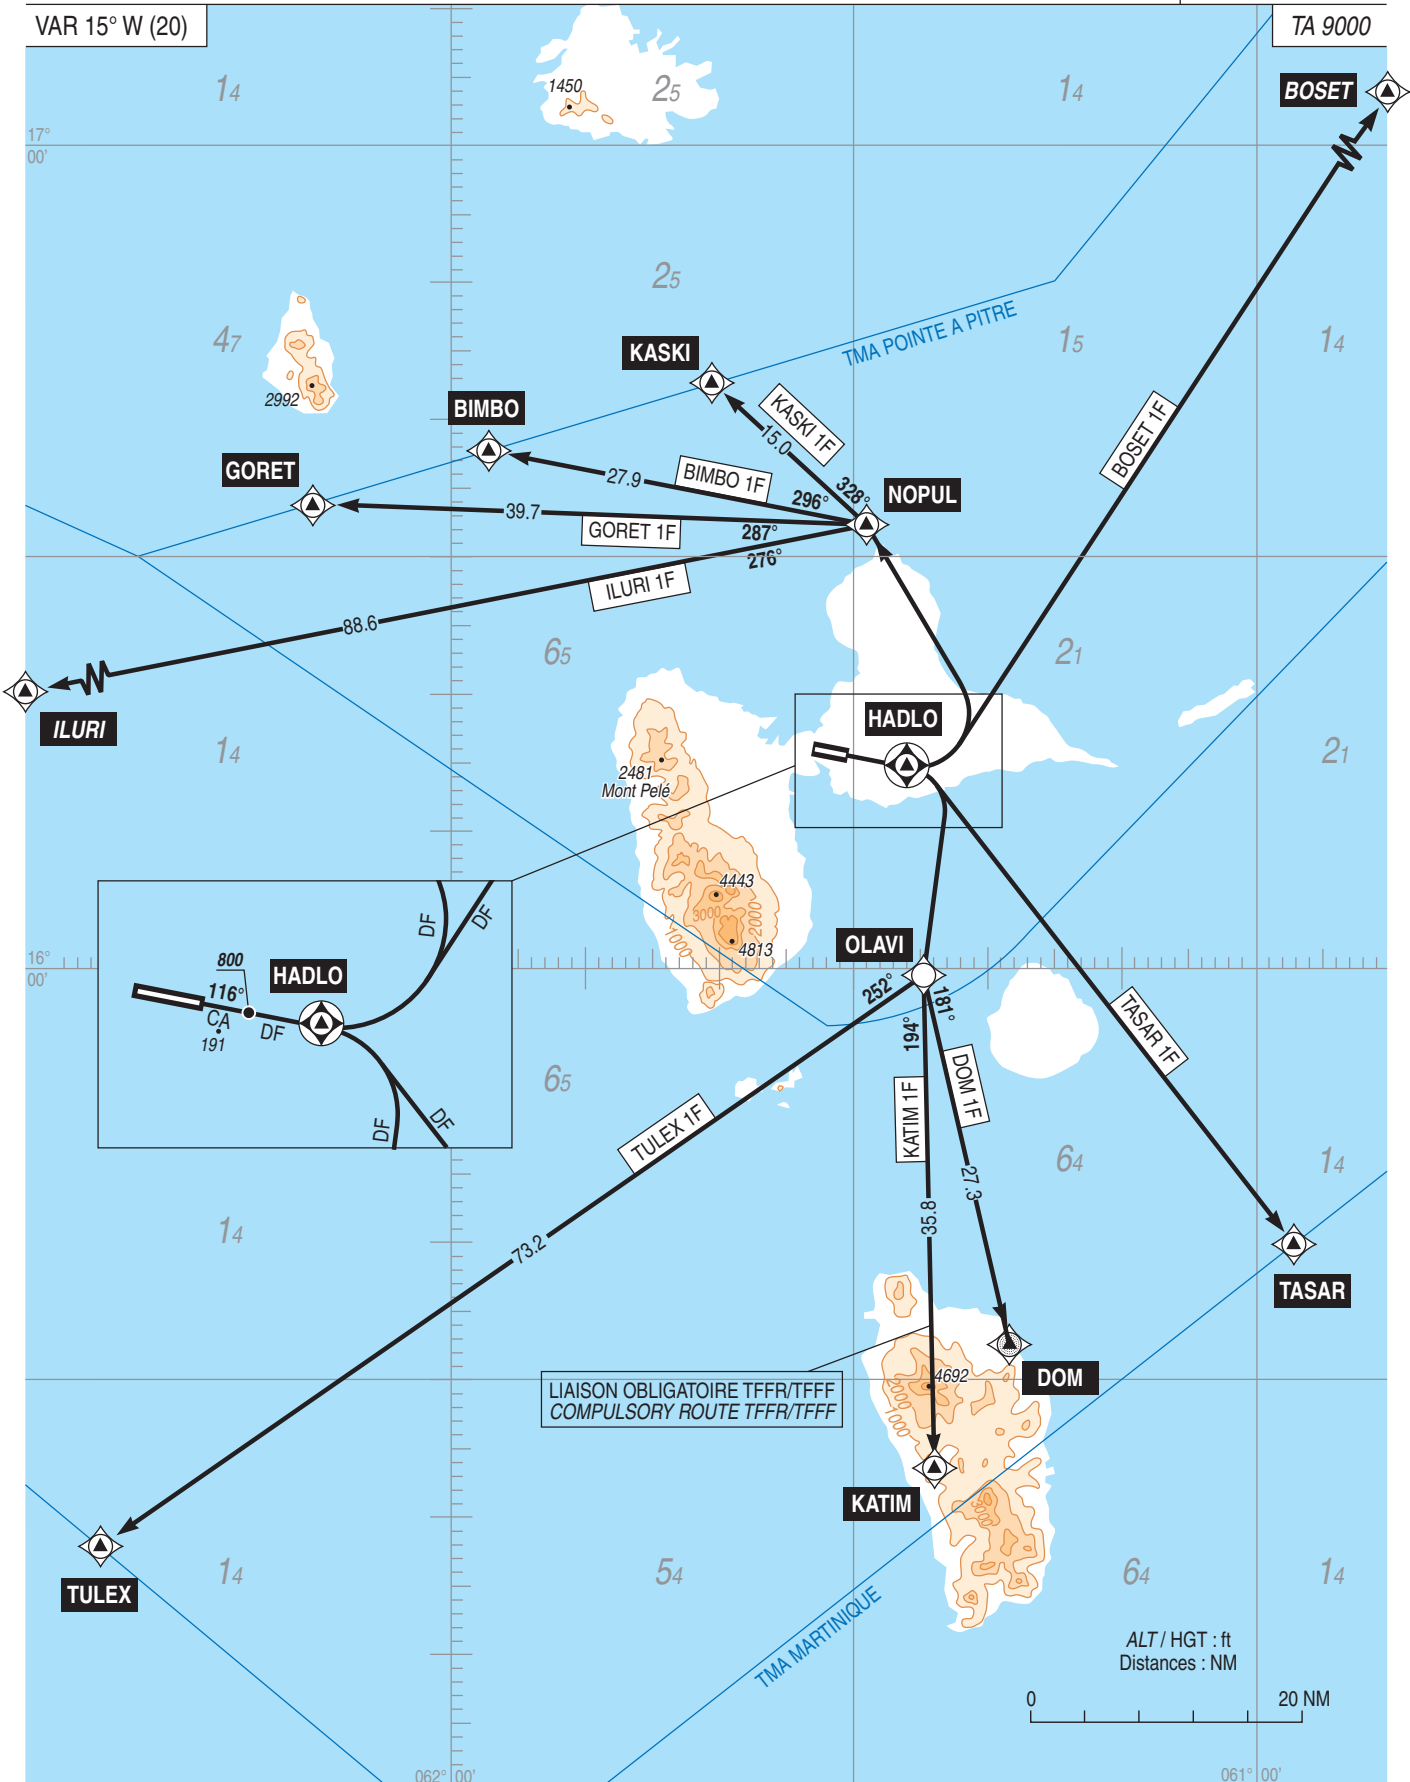 VAR 15° W (20)
TA 9000
14
1450
25
14
BOSET
17°
00'
25
TMA POINTE A PITRE
47
15
14
2992
KASKI
BIMBO
GORET
KASKI 1F
15.0
328°
BIMBO 1F
27.9
296°
NOPUL
39.7
GORET 1F
287°
276°
ILURI 1F
88.6
BOSET 1F
65
21
ILURI
14
HADLO
21
2481
Mont Pelé
4443
3000
2000
1000
4813
DF
DF
800
HADLO
116°
CA
DF
191
DF
DF
16°
00'
OLAVI
252°
181°
194°
TASAR 1F
65
DOM 1F
KATIM 1F
TULEX 1F
64
14
27.3
35.8
14
73.2
TASAR
LIAISON OBLIGATOIRE TFFR/TFFF
COMPULSORY ROUTE TFFR/TFFF
4692
2000
1000
DOM
KATIM
3000
TULEX
14
54
64
14
TMA MARTINIQUE
ALT / HGT : ft
Distances : NM
0
20 NM
062° 00'
061° 00'